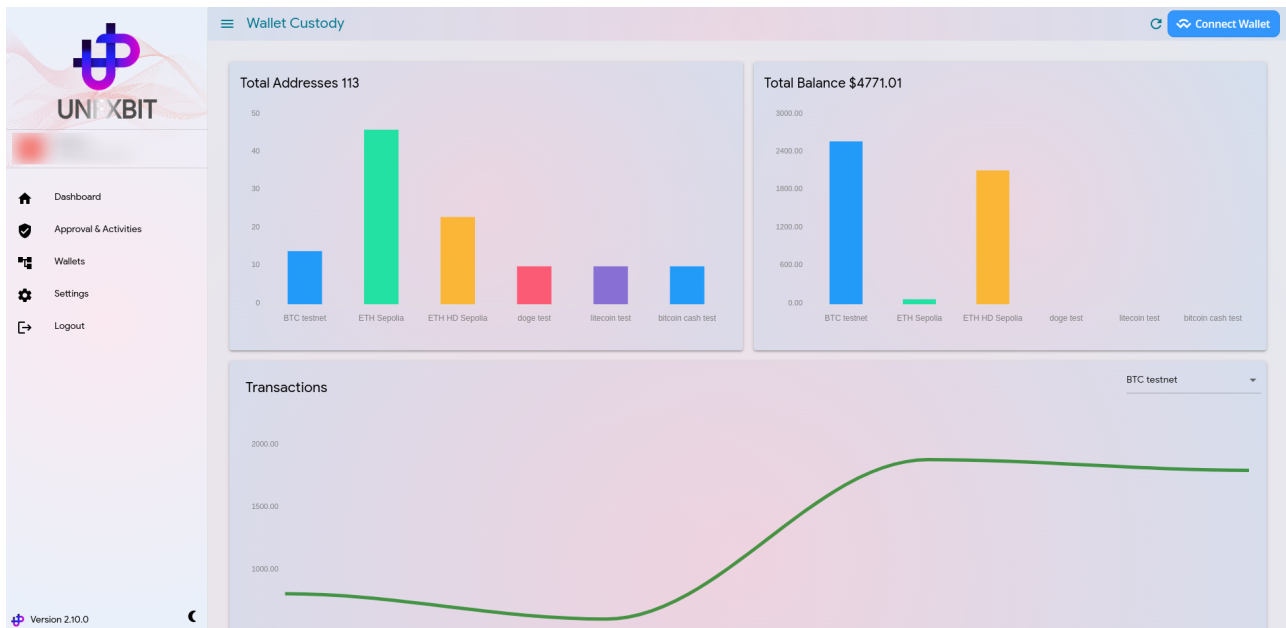 UNEXBIT
Dashboard
Approval & Activities
Wallets
Settings
Logout
Version 2.10.0
Wallet Custody
Connect Wallet
Total Addresses 113
50
40
30
20
10
0
BTC testnet
ETH Sepolia
ETH HD Sepolia
doge test
litecoin test
bitcoin cash test
Total Balance $4771.01
3000.00
2400.00
1800.00
1200.00
600.00
0.00
BTC testnet
ETH Sepolia
ETH HD Sepolia
doge test
litecoin test
bitcoin cash test
Transactions
BTC testnet
2000.00
1500.00
1000.00